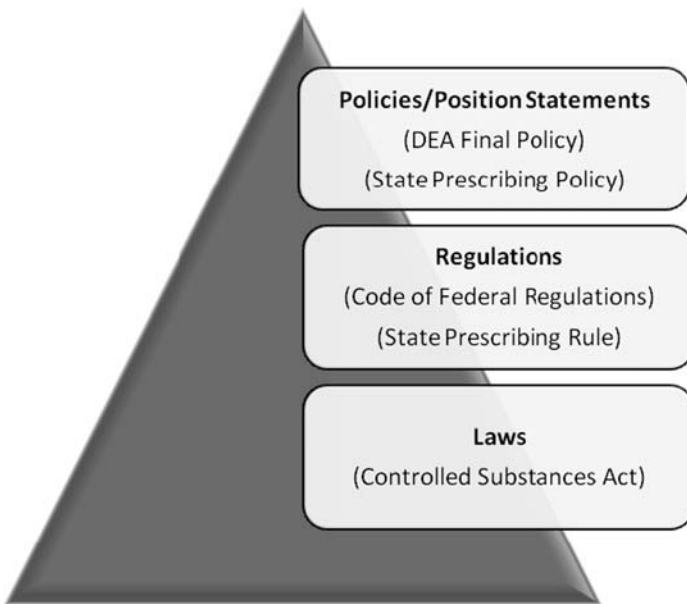 Policies/Position Statements
(DEA Final Policy)
(State Prescribing Policy)
Regulations
(Code of Federal Regulations)
(State Prescribing Rule)
Laws
(Controlled Substances Act)